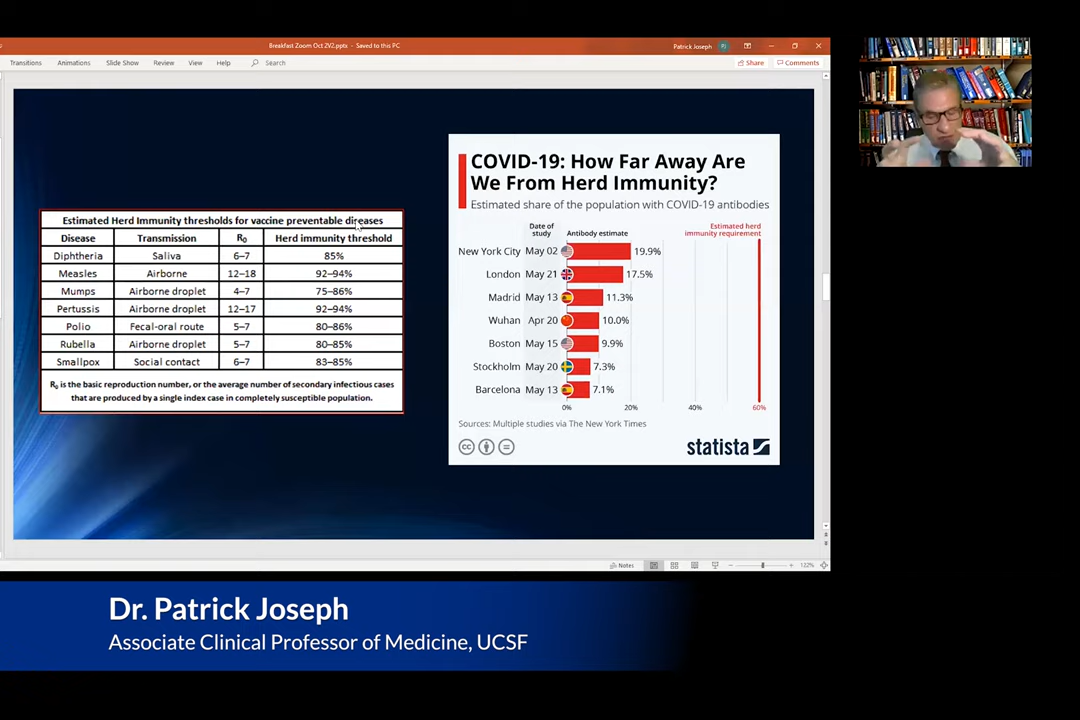 Breakfast Zoom Oct 2V2.pptx - Saved to this PC
Patrick Joseph
PJ
Transitions Animations Slide Show Review View Help Search
Share Comments
Estimated Herd Immunity thresholds for vaccine preventable diseases
Disease Transmission R0 Herd immunity threshold
Diphtheria Saliva 6–7 85%
Measles Airborne 12–18 92–94%
Mumps Airborne droplet 4–7 75–86%
Pertussis Airborne droplet 12–17 92–94%
Polio Fecal-oral route 5–7 80–86%
Rubella Airborne droplet 5–7 80–85%
Smallpox Social contact 6–7 83–85%
R0 is the basic reproduction number, or the average number of secondary infectious cases
that are produced by a single index case in completely susceptible population.
COVID-19: How Far Away Are
We From Herd Immunity?
Estimated share of the population with COVID-19 antibodies
Date of
study
Antibody estimate
Estimated herd
immunity requirement
New York City May 02 19.9%
London May 21 17.5%
Madrid May 13 11.3%
Wuhan Apr 20 10.0%
Boston May 15 9.9%
Stockholm May 20 7.3%
Barcelona May 13 7.1%
0% 20% 40% 60%
Sources: Multiple studies via The New York Times
cc
statista
Notes
122%
Dr. Patrick Joseph
Associate Clinical Professor of Medicine, UCSF